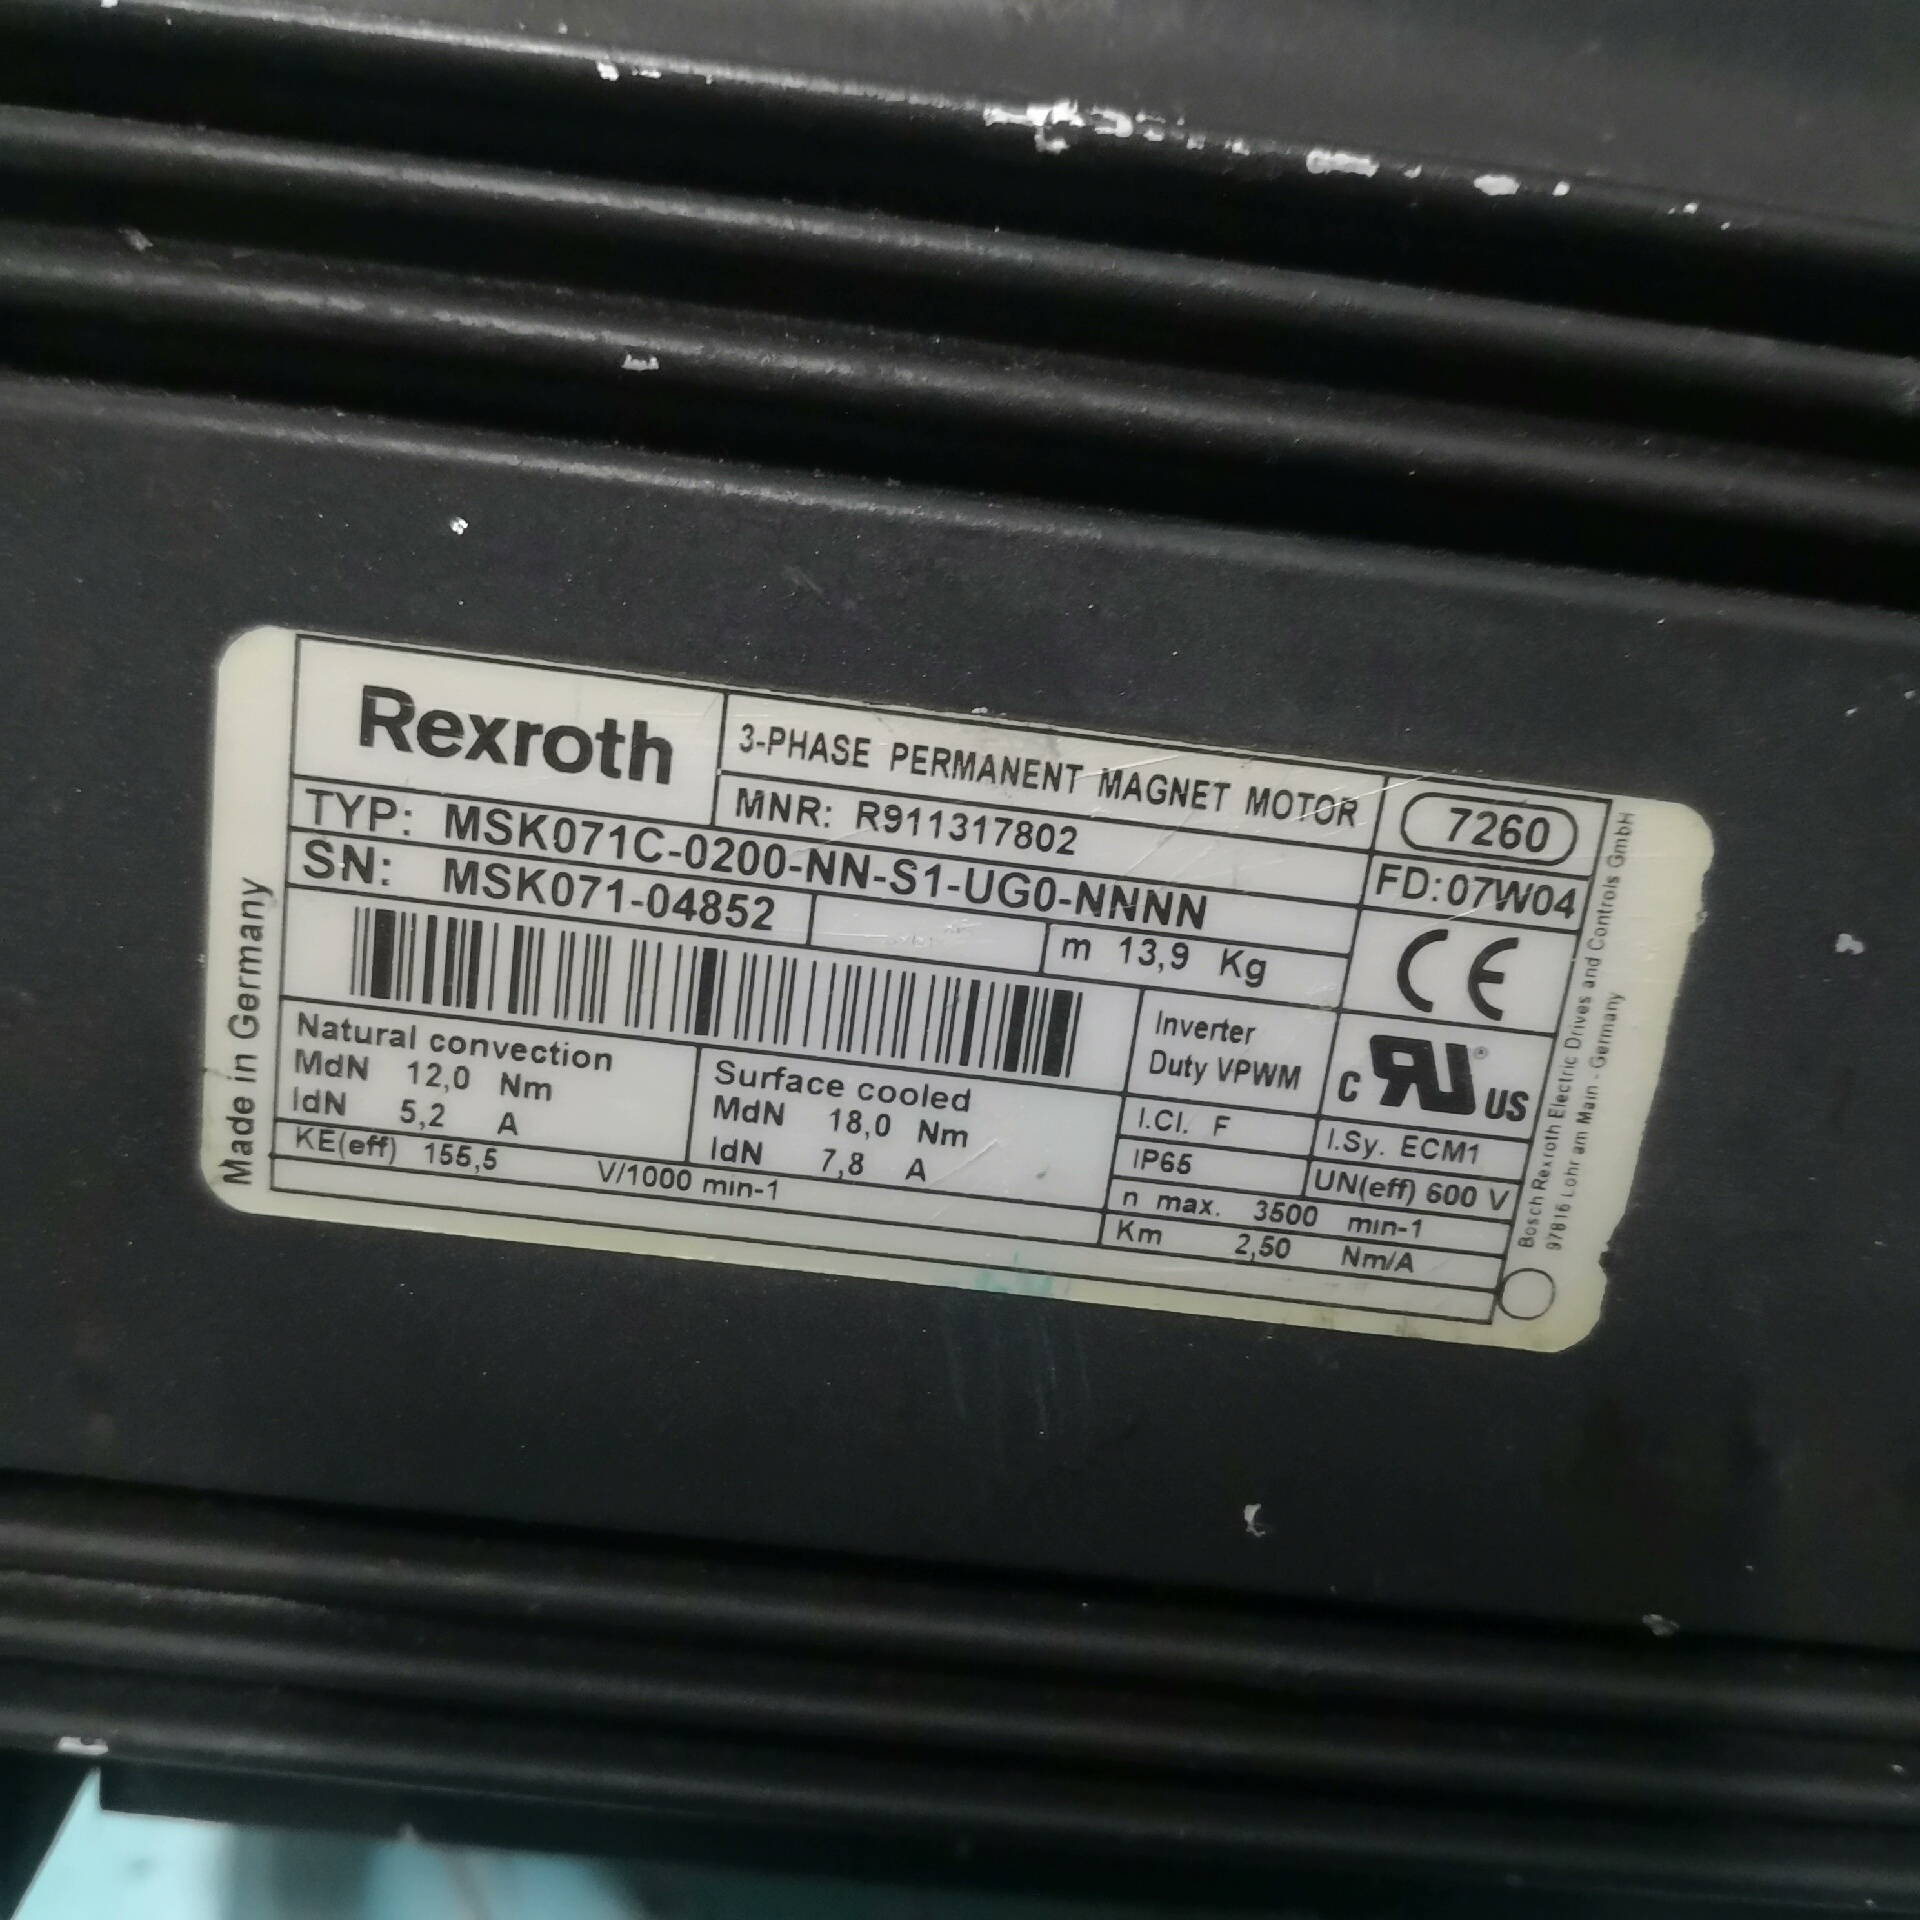 Rexroth
3-PHASE PERMANENT MAGNET MOTOR
7260
MNR: R911317802
FD: 07W04
TYP: MSK071C-0200-NN-S1-UG0-NNNN
SN: MSK071-04852
m 13,9 Kg
CE
Inverter
Duty VPWM
c RU ® US
Natural convection
MdN 12,0 Nm
IdN 5,2 A
Surface cooled
MdN 18,0 Nm
IdN 7,8 A
I.Cl. F
I.Sy. ECM1
IP65
UN(eff) 600 V
KE(eff) 155,5 V/1000 min-1
n max. 3500 min-1
Km 2,50 Nm/A
Made in Germany
Bosch Rexroth Electric Drives and Controls GmbH
97816 Lohr am Main - Germany